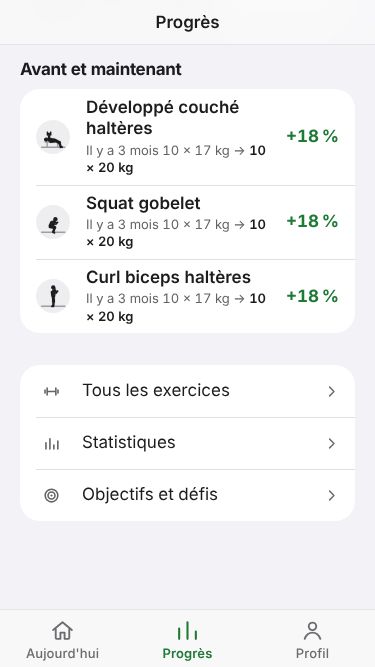 Progrès
Avant et maintenant
Développé couché
haltères
Il y a 3 mois 10 × 17 kg → 10
× 20 kg
+18 %
Squat gobelet
Il y a 3 mois 10 × 17 kg → 10
× 20 kg
+18 %
Curl biceps haltères
Il y a 3 mois 10 × 17 kg → 10
× 20 kg
+18 %
Tous les exercices
Statistiques
Objectifs et défis
Aujourd'hui
Progrès
Profil